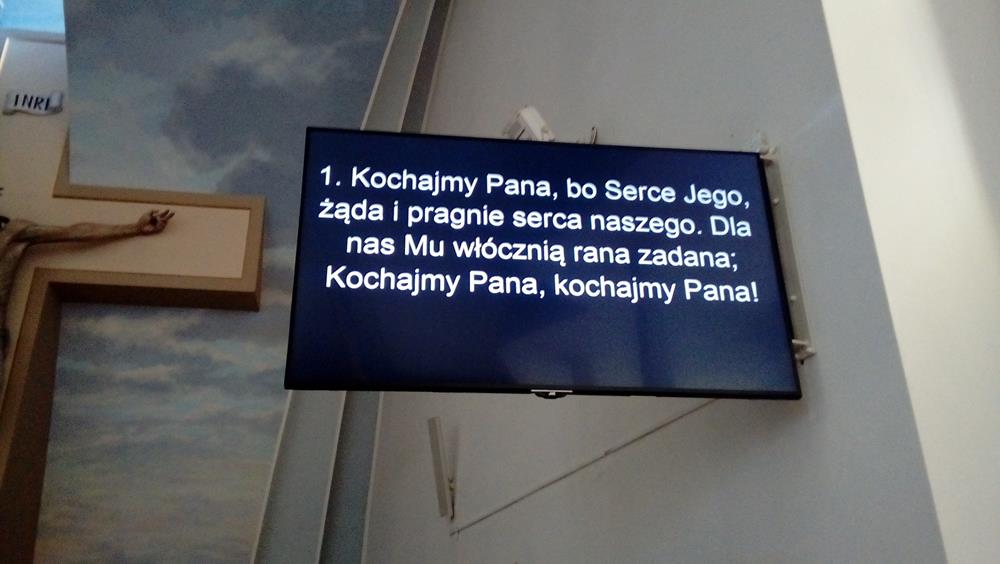 INRI
1. Kochajmy Pana, bo Serce Jego,
żąda i pragnie serca naszego. Dla
nas Mu włócznią rana zadana;
Kochajmy Pana, kochajmy Pana!